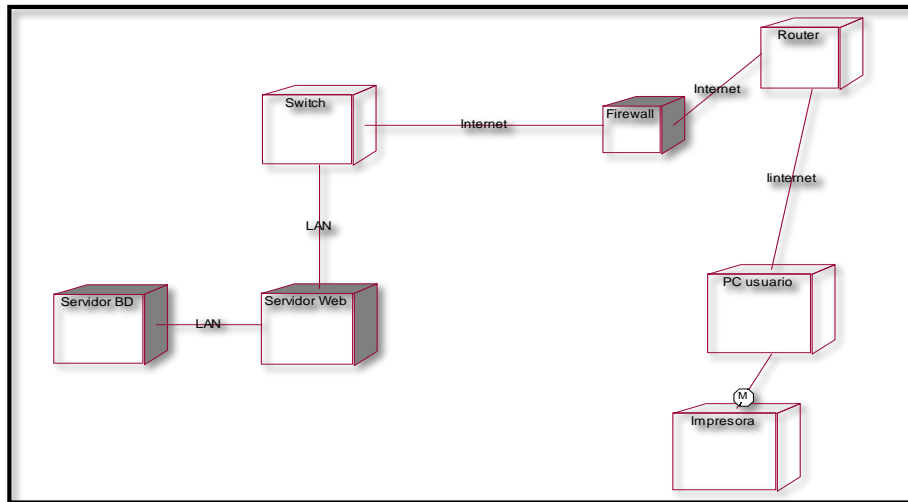 Router
Internet
Switch
Firewall
Internet
Iinternet
LAN
PC usuario
Servidor BD
Servidor Web
LAN
M
Impresora